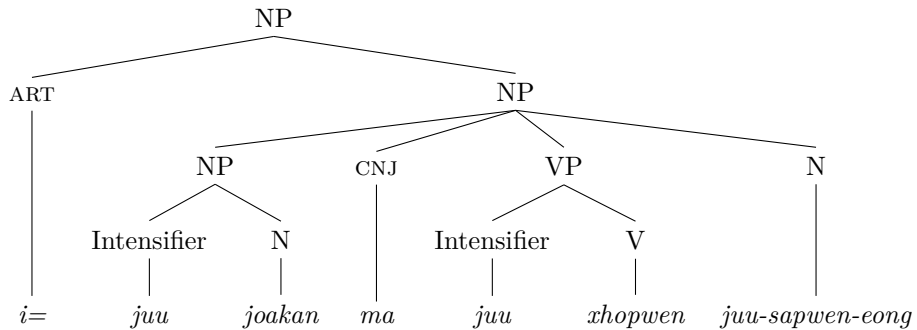 NP
ART NP
NP CNJ VP N
Intensifier N Intensifier V
i= juu joakan ma juu xhopwen juu-sapwen-eong